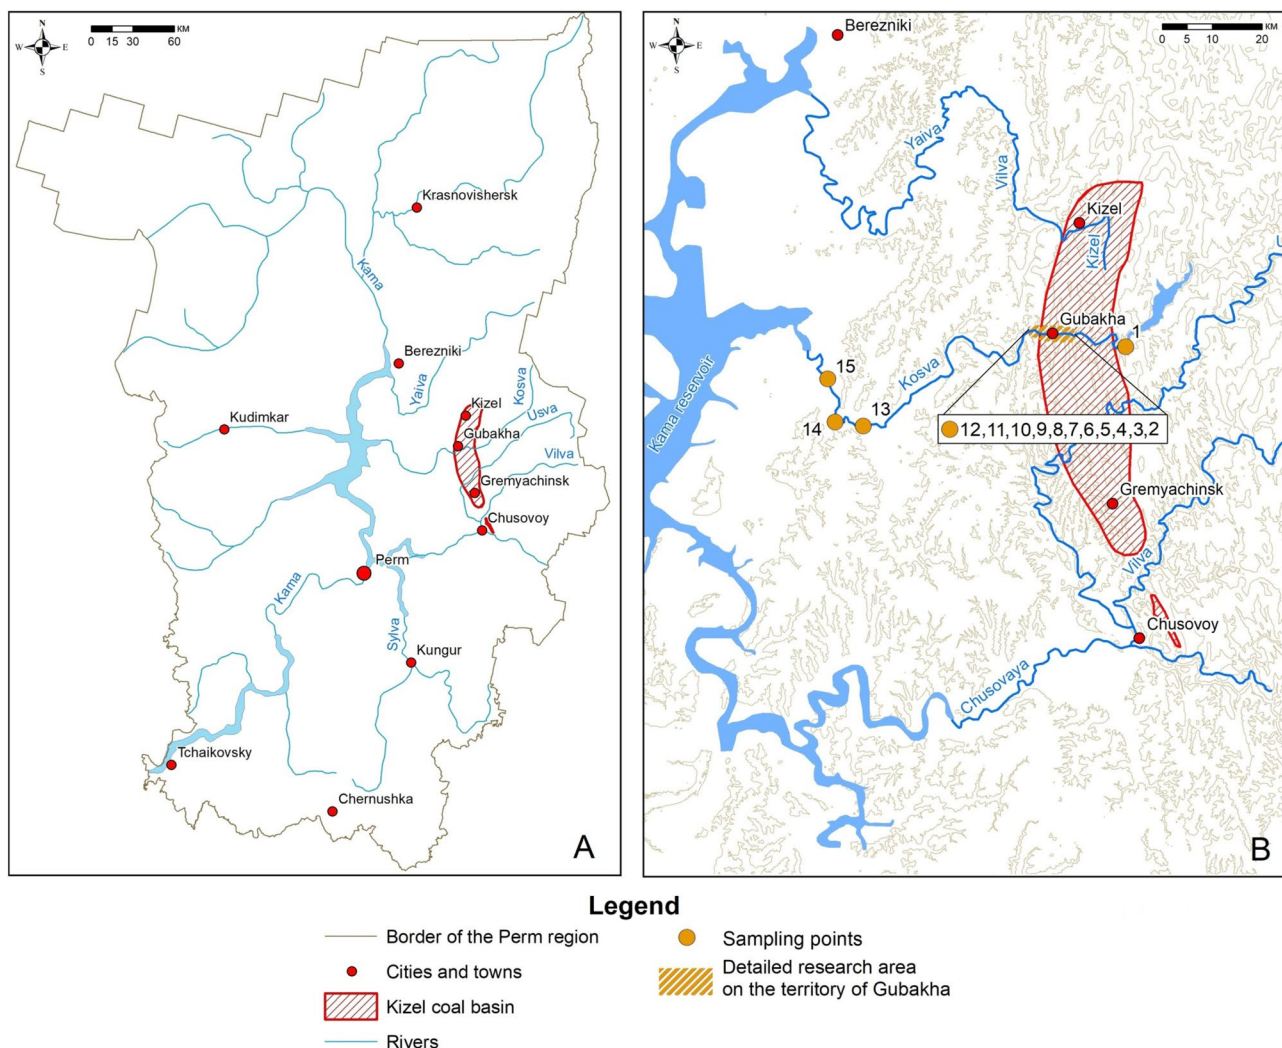 N
W
E
S
KM
0 15 30 60
Krasnovishersk
Kama
Berezniki
Yaiva
Kosva
Kizel
Usva
Kudimkar
Gubakha
Vilva
Gremyachinsk
Chusovoy
Perm
Kama
Sylva
Kungur
Tchaikovsky
Chernushka
A
N
W
E
S
Berezniki
KM
0 5 10 20
Yaiva
Vilva
Kizel
Kizel
U
Gubakha
1
Kosva
Kama reservoir
15
13
14
12,11,10,9,8,7,6,5,4,3,2
Gremyachinsk
Vilva
Chusovoy
Chusovaya
B
Legend
Border of the Perm region
Cities and towns
Kizel coal basin
Rivers
Sampling points
Detailed research area
on the territory of Gubakha